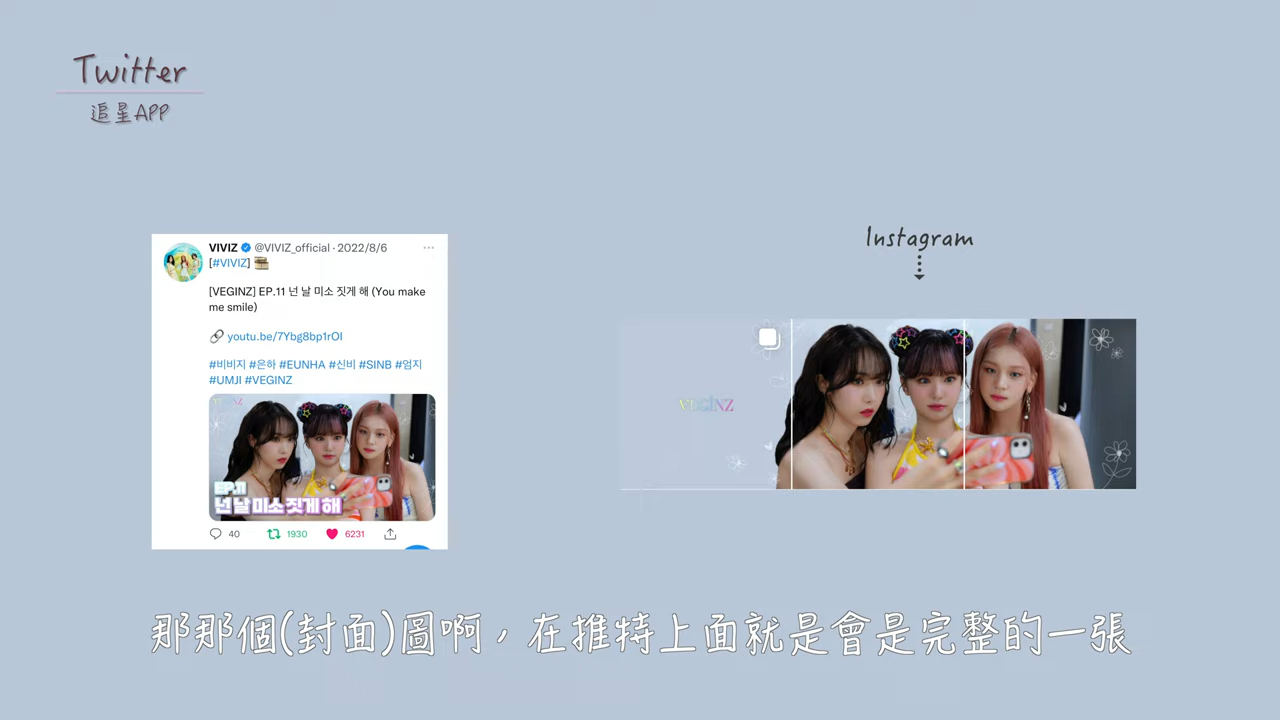 Twitter
追星APP
VIVIZ @VIVIZ_official · 2022/8/6
[#VIVIZ]
[VEGINZ] EP.11 넌 날 미소 짓게 해 (You make
me smile)
youtu.be/7Ybg8bp1rOI
#비비지 #은하 #EUNHA #신비 #SINB #엄지
#UMJI #VEGINZ
VEGINZ
EP.11
넌 날 미소 짓게 해
40 1930 6231
Instagram
VEGINZ
那那個(封面)圖啊，在推特上面就是會是完整的一張